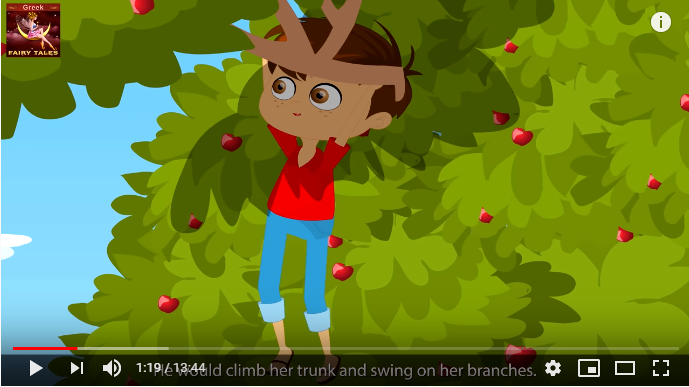 Greek
FAIRY TALES
1:19 / 13:44
He would climb her trunk and swing on her branches.